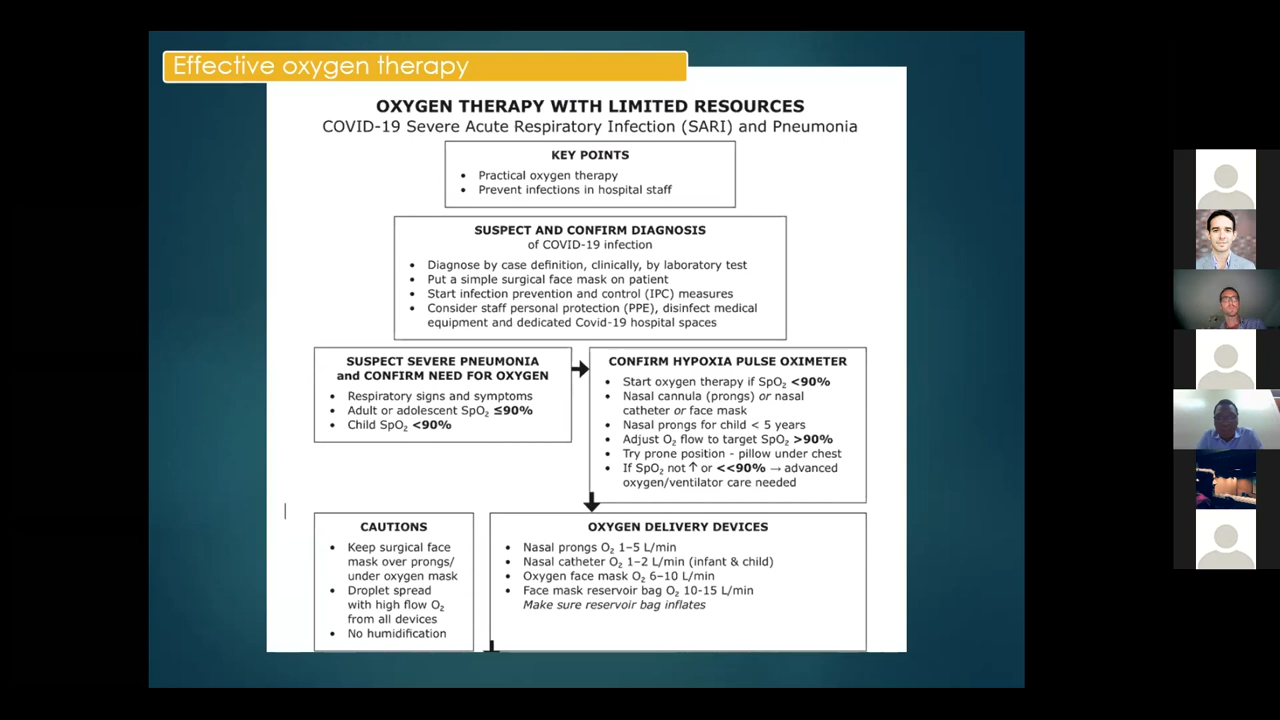 Effective oxygen therapy
OXYGEN THERAPY WITH LIMITED RESOURCES
COVID-19 Severe Acute Respiratory Infection (SARI) and Pneumonia
KEY POINTS
• Practical oxygen therapy
• Prevent infections in hospital staff
SUSPECT AND CONFIRM DIAGNOSIS
of COVID-19 infection
• Diagnose by case definition, clinically, by laboratory test
• Put a simple surgical face mask on patient
• Start infection prevention and control (IPC) measures
• Consider staff personal protection (PPE), disinfect medical
equipment and dedicated Covid-19 hospital spaces
SUSPECT SEVERE PNEUMONIA
and CONFIRM NEED FOR OXYGEN
• Respiratory signs and symptoms
• Adult or adolescent SpO₂ ≤90%
• Child SpO₂ <90%
CONFIRM HYPOXIA PULSE OXIMETER
• Start oxygen therapy if SpO₂ <90%
• Nasal cannula (prongs) or nasal
catheter or face mask
• Nasal prongs for child < 5 years
• Adjust O₂ flow to target SpO₂ >90%
• Try prone position - pillow under chest
• If SpO₂ not ↑ or <<90% → advanced
oxygen/ventilator care needed
CAUTIONS
• Keep surgical face
mask over prongs/
under oxygen mask
• Droplet spread
with high flow O₂
from all devices
• No humidification
OXYGEN DELIVERY DEVICES
• Nasal prongs O₂ 1–5 L/min
• Nasal catheter O₂ 1–2 L/min (infant & child)
• Oxygen face mask O₂ 6–10 L/min
• Face mask reservoir bag O₂ 10-15 L/min
Make sure reservoir bag inflates